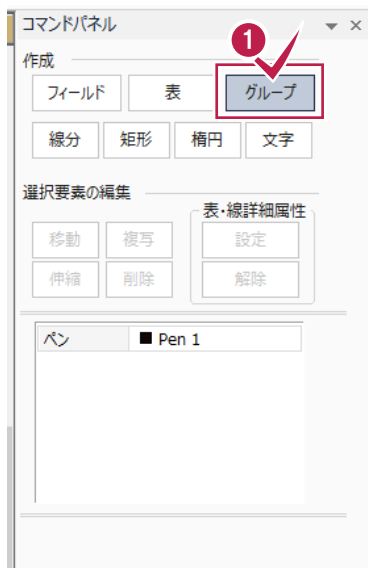 コマンドパネル
1
作成
フィールド 表 グループ
線分 矩形 楕円 文字
選択要素の編集
表・線詳細属性
移動 複写 設定
伸縮 削除 解除
ペン Pen 1